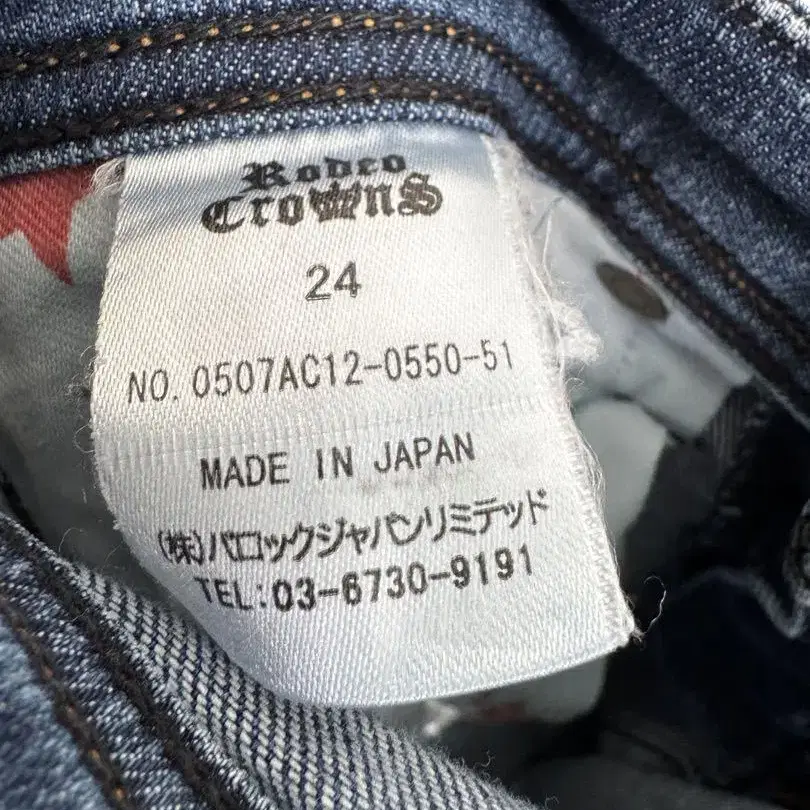 Rodeo
CrownS
24
NO. 0507AC12-0550-51
MADE IN JAPAN
(株)バロックジャパンリミテッド
TEL:03-6730-9191